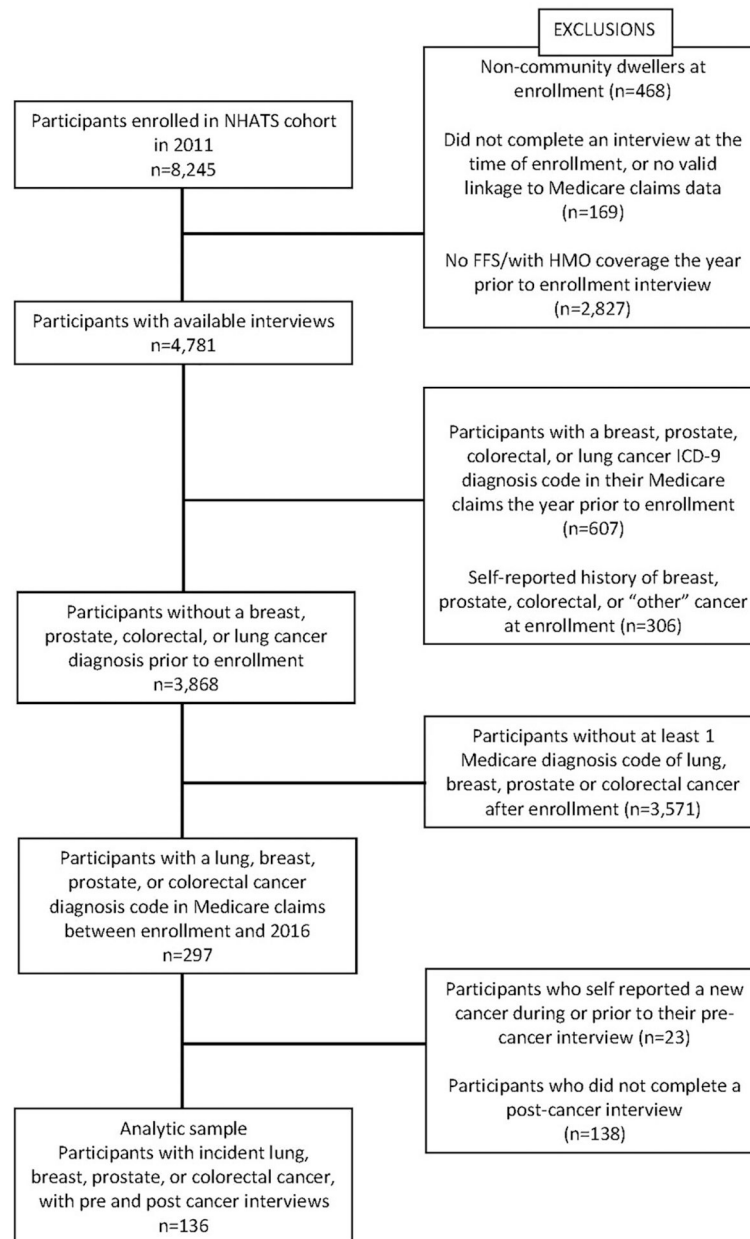 EXCLUSIONS
Non-community dwellers at
enrollment (n=468)
Did not complete an interview at the
time of enrollment, or no valid
linkage to Medicare claims data
(n=169)
No FFS/with HMO coverage the year
prior to enrollment interview
(n=2,827)
Participants enrolled in NHATS cohort
in 2011
n=8,245
Participants with available interviews
n=4,781
Participants with a breast, prostate,
colorectal, or lung cancer ICD-9
diagnosis code in their Medicare
claims the year prior to enrollment
(n=607)
Self-reported history of breast,
prostate, colorectal, or “other” cancer
at enrollment (n=306)
Participants without a breast,
prostate, colorectal, or lung cancer
diagnosis prior to enrollment
n=3,868
Participants without at least 1
Medicare diagnosis code of lung,
breast, prostate or colorectal cancer
after enrollment (n=3,571)
Participants with a lung, breast,
prostate, or colorectal cancer
diagnosis code in Medicare claims
between enrollment and 2016
n=297
Participants who self reported a new
cancer during or prior to their pre-
cancer interview (n=23)
Participants who did not complete a
post-cancer interview
(n=138)
Analytic sample
Participants with incident lung,
breast, prostate, or colorectal cancer,
with pre and post cancer interviews
n=136